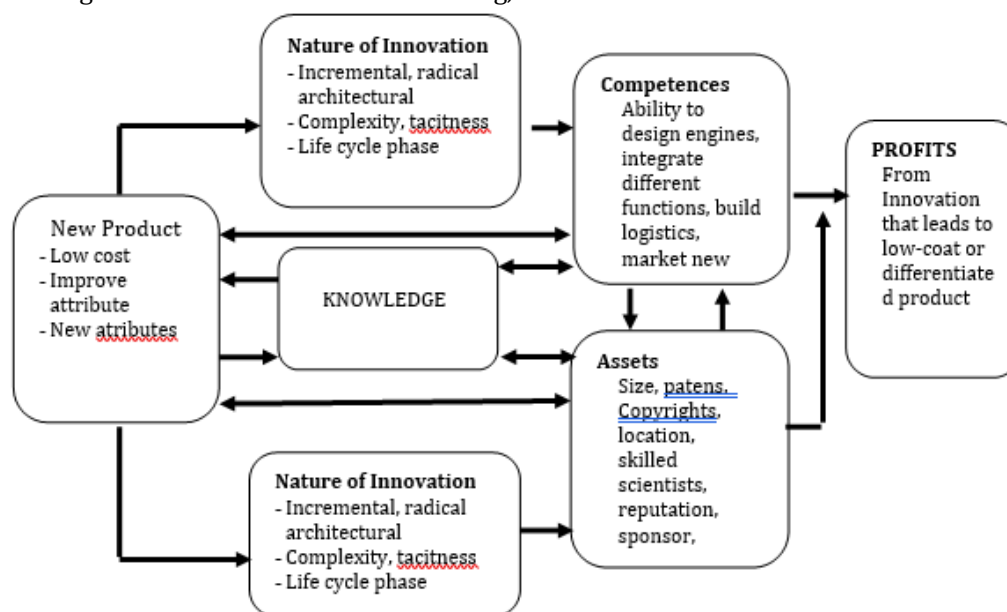 Nature of Innovation
- Incremental, radical
architectural
- Complexity, tacitness
- Life cycle phase
Competences
Ability to
design engines,
integrate
different
functions, build
logistics,
market new
PROFITS
From
Innovation
that leads to
low-coat or
differentiate
d product
New Product
- Low cost
- Improve
attribute
- New atributes
KNOWLEDGE
Assets
Size, patens.
Copyrights,
location,
skilled
scientists,
reputation,
sponsor,
Nature of Innovation
- Incremental, radical
architectural
- Complexity, tacitness
- Life cycle phase